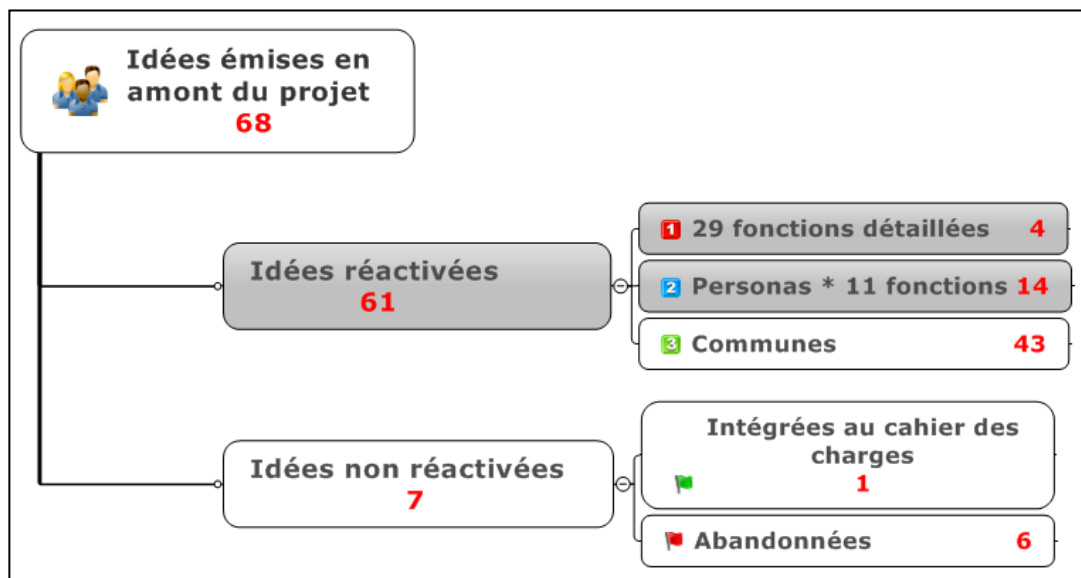 Idées émises en
amont du projet
68
Idées réactivées
61
1 29 fonctions détaillées 4
2 Personas * 11 fonctions 14
3 Communes 43
Idées non réactivées
7
Intégrées au cahier des
charges
1
Abandonnées 6